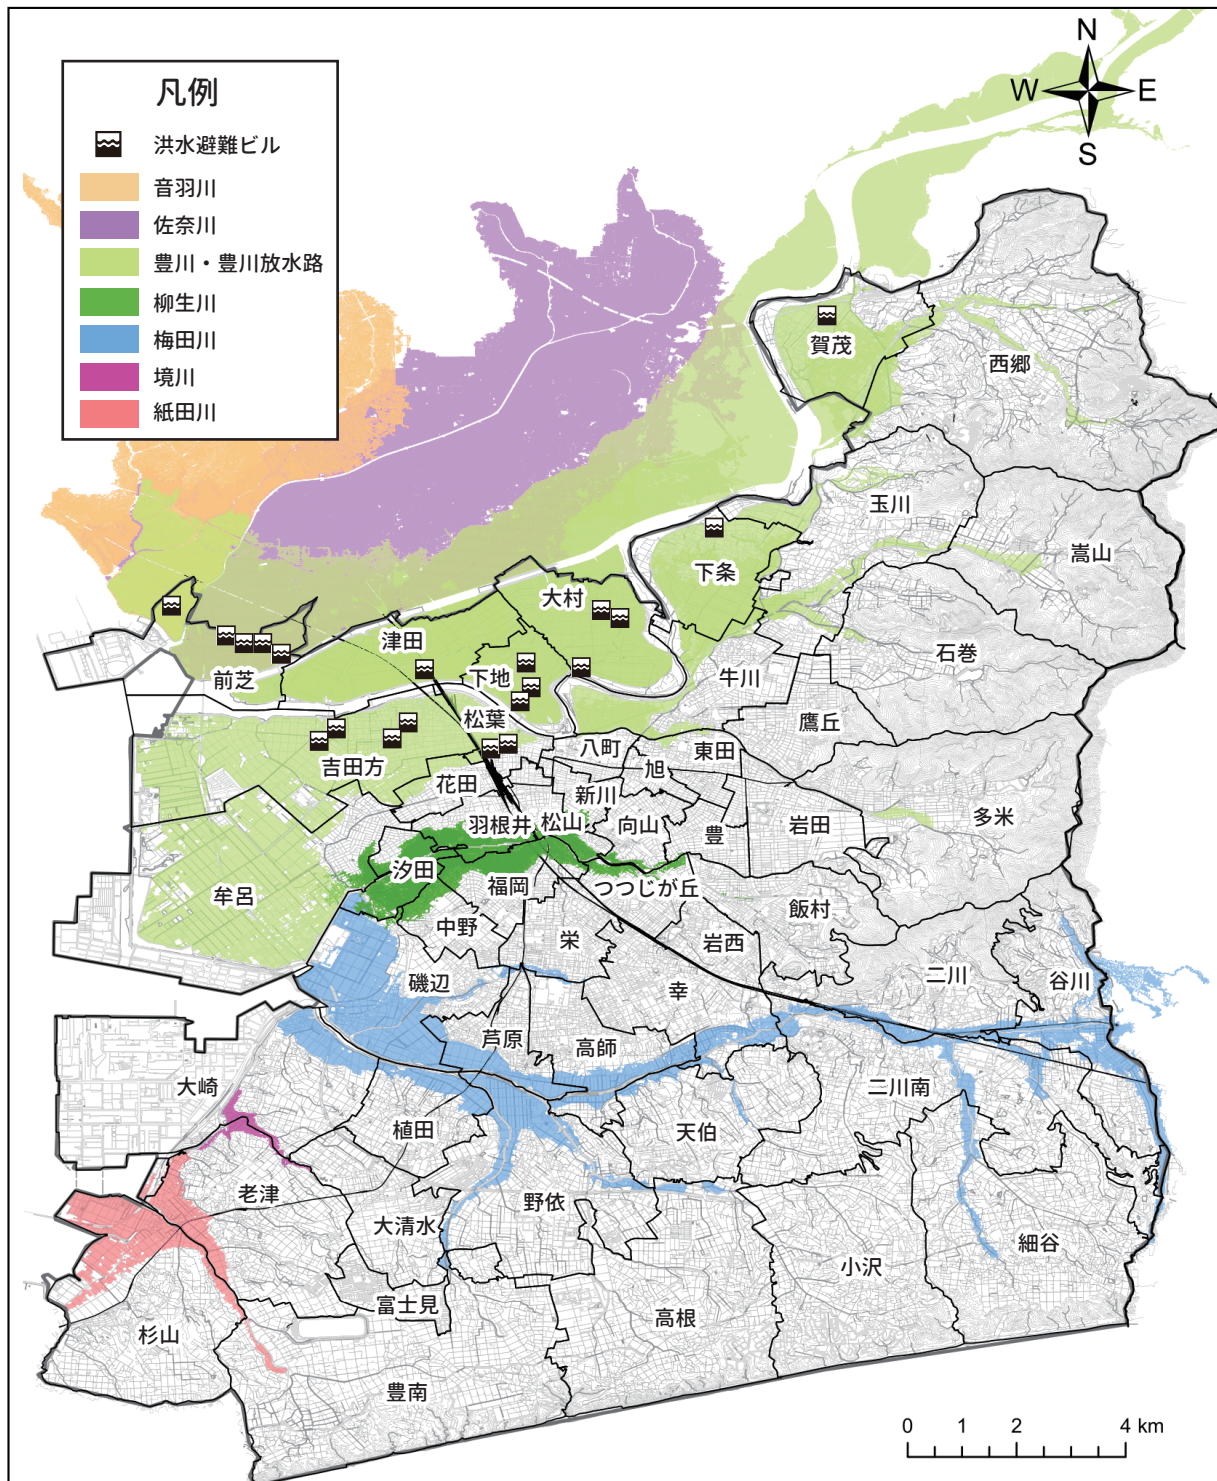 N
W E
S
凡例
洪水避難ビル
音羽川
佐奈川
豊川・豊川放水路
柳生川
梅田川
境川
紙田川
賀茂
西郷
玉川
嵩山
下条
大村
津田
下地
前芝
石巻
牛川
鷹丘
松葉
八町
東田
旭
吉田方
花田
新川
羽根井
松山
向山
豊
岩田
多米
汐田
福岡
つつじが丘
牟呂
飯村
中野
栄
岩西
磯辺
幸
二川
谷川
芦原
高師
大崎
二川南
植田
天伯
老津
大清水
野依
細谷
小沢
富士見
高根
杉山
豊南
0 1 2 4 km